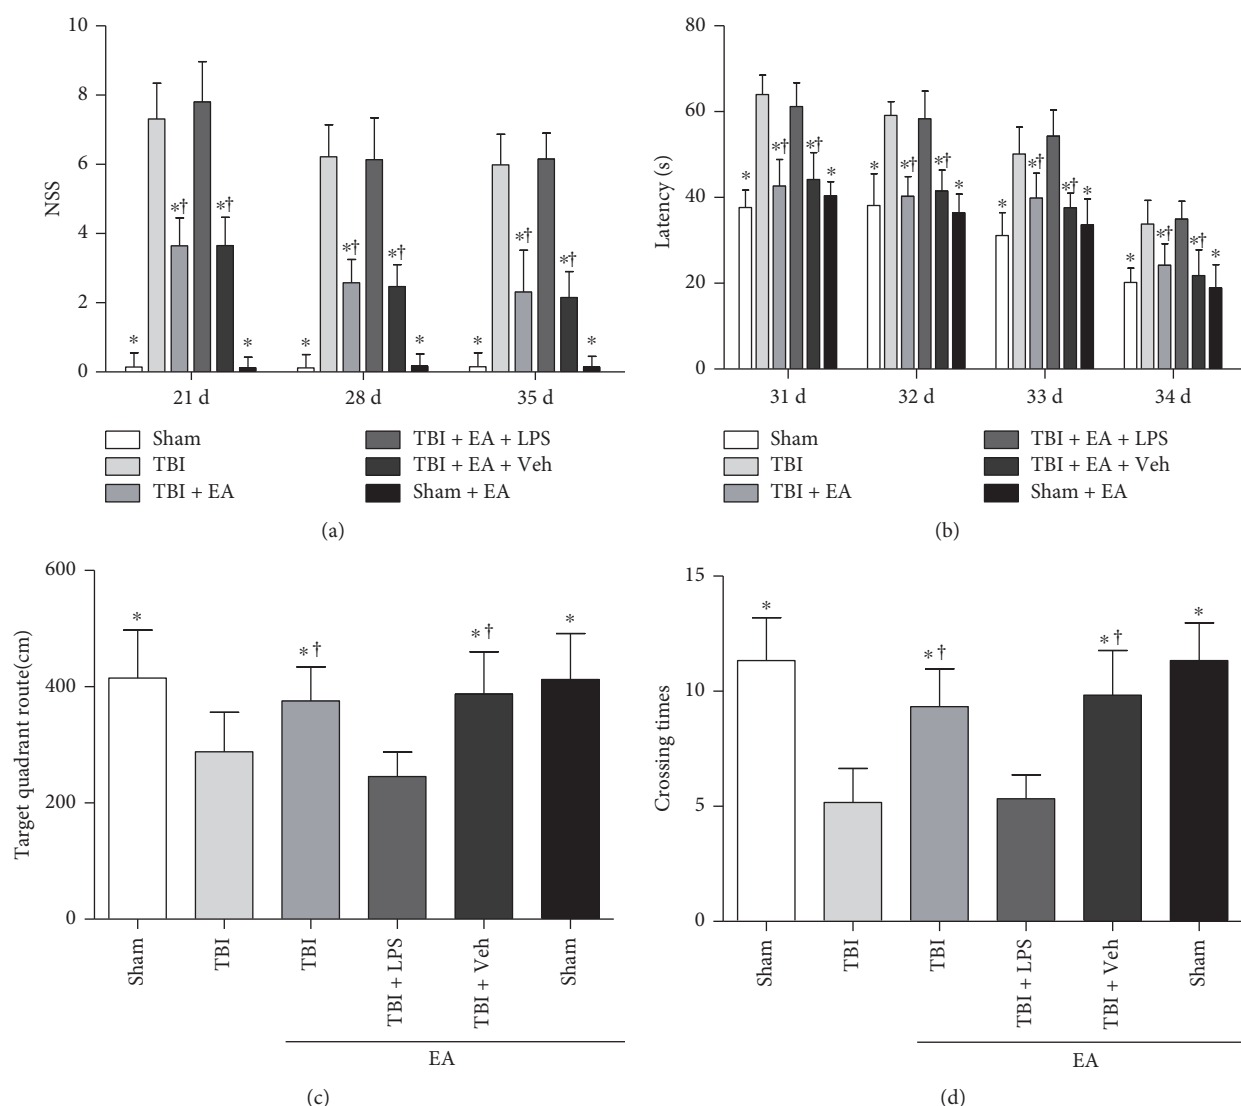 10
8
6
4
2
0
NSS
*
*†
*†
*
*
*†
*†
*
*
*†
*†
*
21 d
28 d
35 d
Sham
TBI
TBI + EA
TBI + EA + LPS
TBI + EA + Veh
Sham + EA
(a)
80
60
40
20
0
Latency (s)
*
*†
*†
*
*
*†
*†
*
*
*†
*†
*
*
*†
*†
*
31 d
32 d
33 d
34 d
Sham
TBI
TBI + EA
TBI + EA + LPS
TBI + EA + Veh
Sham + EA
(b)
600
400
200
0
Target quadrant route(cm)
*
*†
*†
*
Sham
TBI
TBI
TBI + LPS
TBI + Veh
Sham
EA
(c)
15
10
5
0
Crossing times
*
*†
*†
*
Sham
TBI
TBI
TBI + LPS
TBI + Veh
Sham
EA
(d)